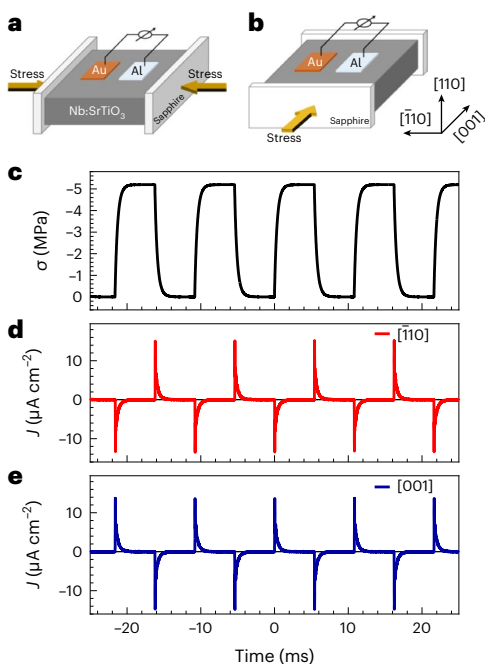 a
Au
Al
Stress
Stress
Nb:SrTiO₃
Sapphire
b
Au
Al
Stress
Sapphire
[110]
[1̄10]
[001]
c
σ (MPa)
−5
−4
−3
−2
−1
0
d
J (μA cm⁻²)
10
0
−10
[1̄10]
e
J (μA cm⁻²)
10
0
−10
[001]
−20 −10 0 10 20
Time (ms)